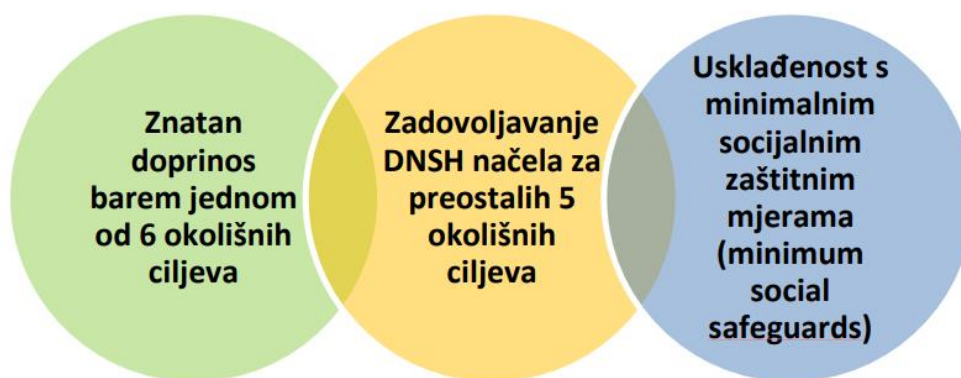 Znatan
doprinos
barem jednom
od 6 okolišnih
ciljeva
Zadovoljavanje
DNSH načela za
preostalih 5
okolišnih
ciljeva
Usklađenost s
minimalnim
socijalnim
zaštitnim
mjerama
(minimum
social
safeguards)